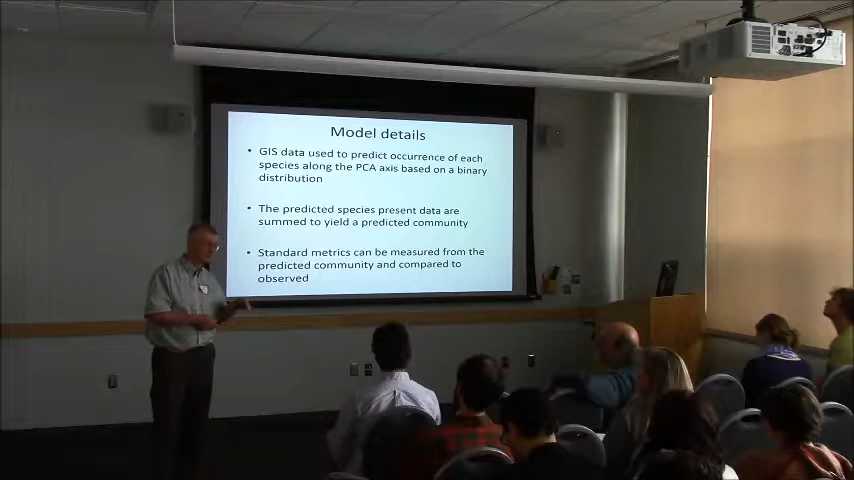 Model details
• GIS data used to predict occurrence of each
species along the PCA axis based on a binary
distribution
• The predicted species present data are
summed to yield a predicted community
• Standard metrics can be measured from the
predicted community and compared to
observed